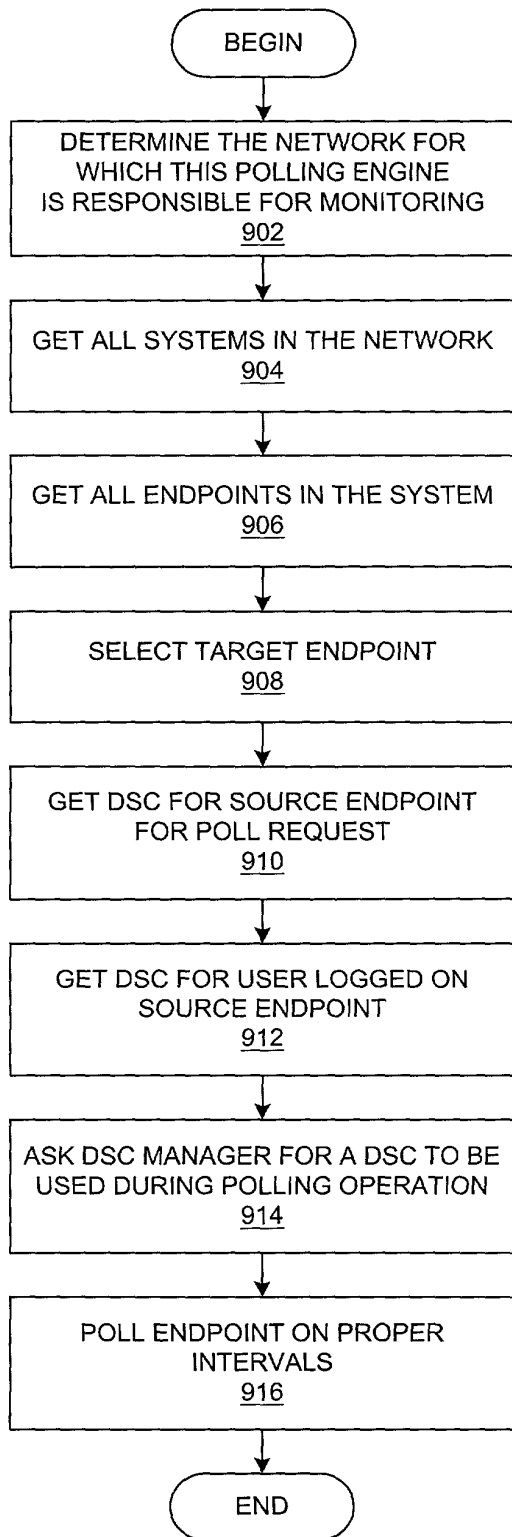 BEGIN
DETERMINE THE NETWORK FOR
WHICH THIS POLLING ENGINE
IS RESPONSIBLE FOR MONITORING
902
GET ALL SYSTEMS IN THE NETWORK
904
GET ALL ENDPOINTS IN THE SYSTEM
906
SELECT TARGET ENDPOINT
908
GET DSC FOR SOURCE ENDPOINT
FOR POLL REQUEST
910
GET DSC FOR USER LOGGED ON
SOURCE ENDPOINT
912
ASK DSC MANAGER FOR A DSC TO BE
USED DURING POLLING OPERATION
914
POLL ENDPOINT ON PROPER
INTERVALS
916
END